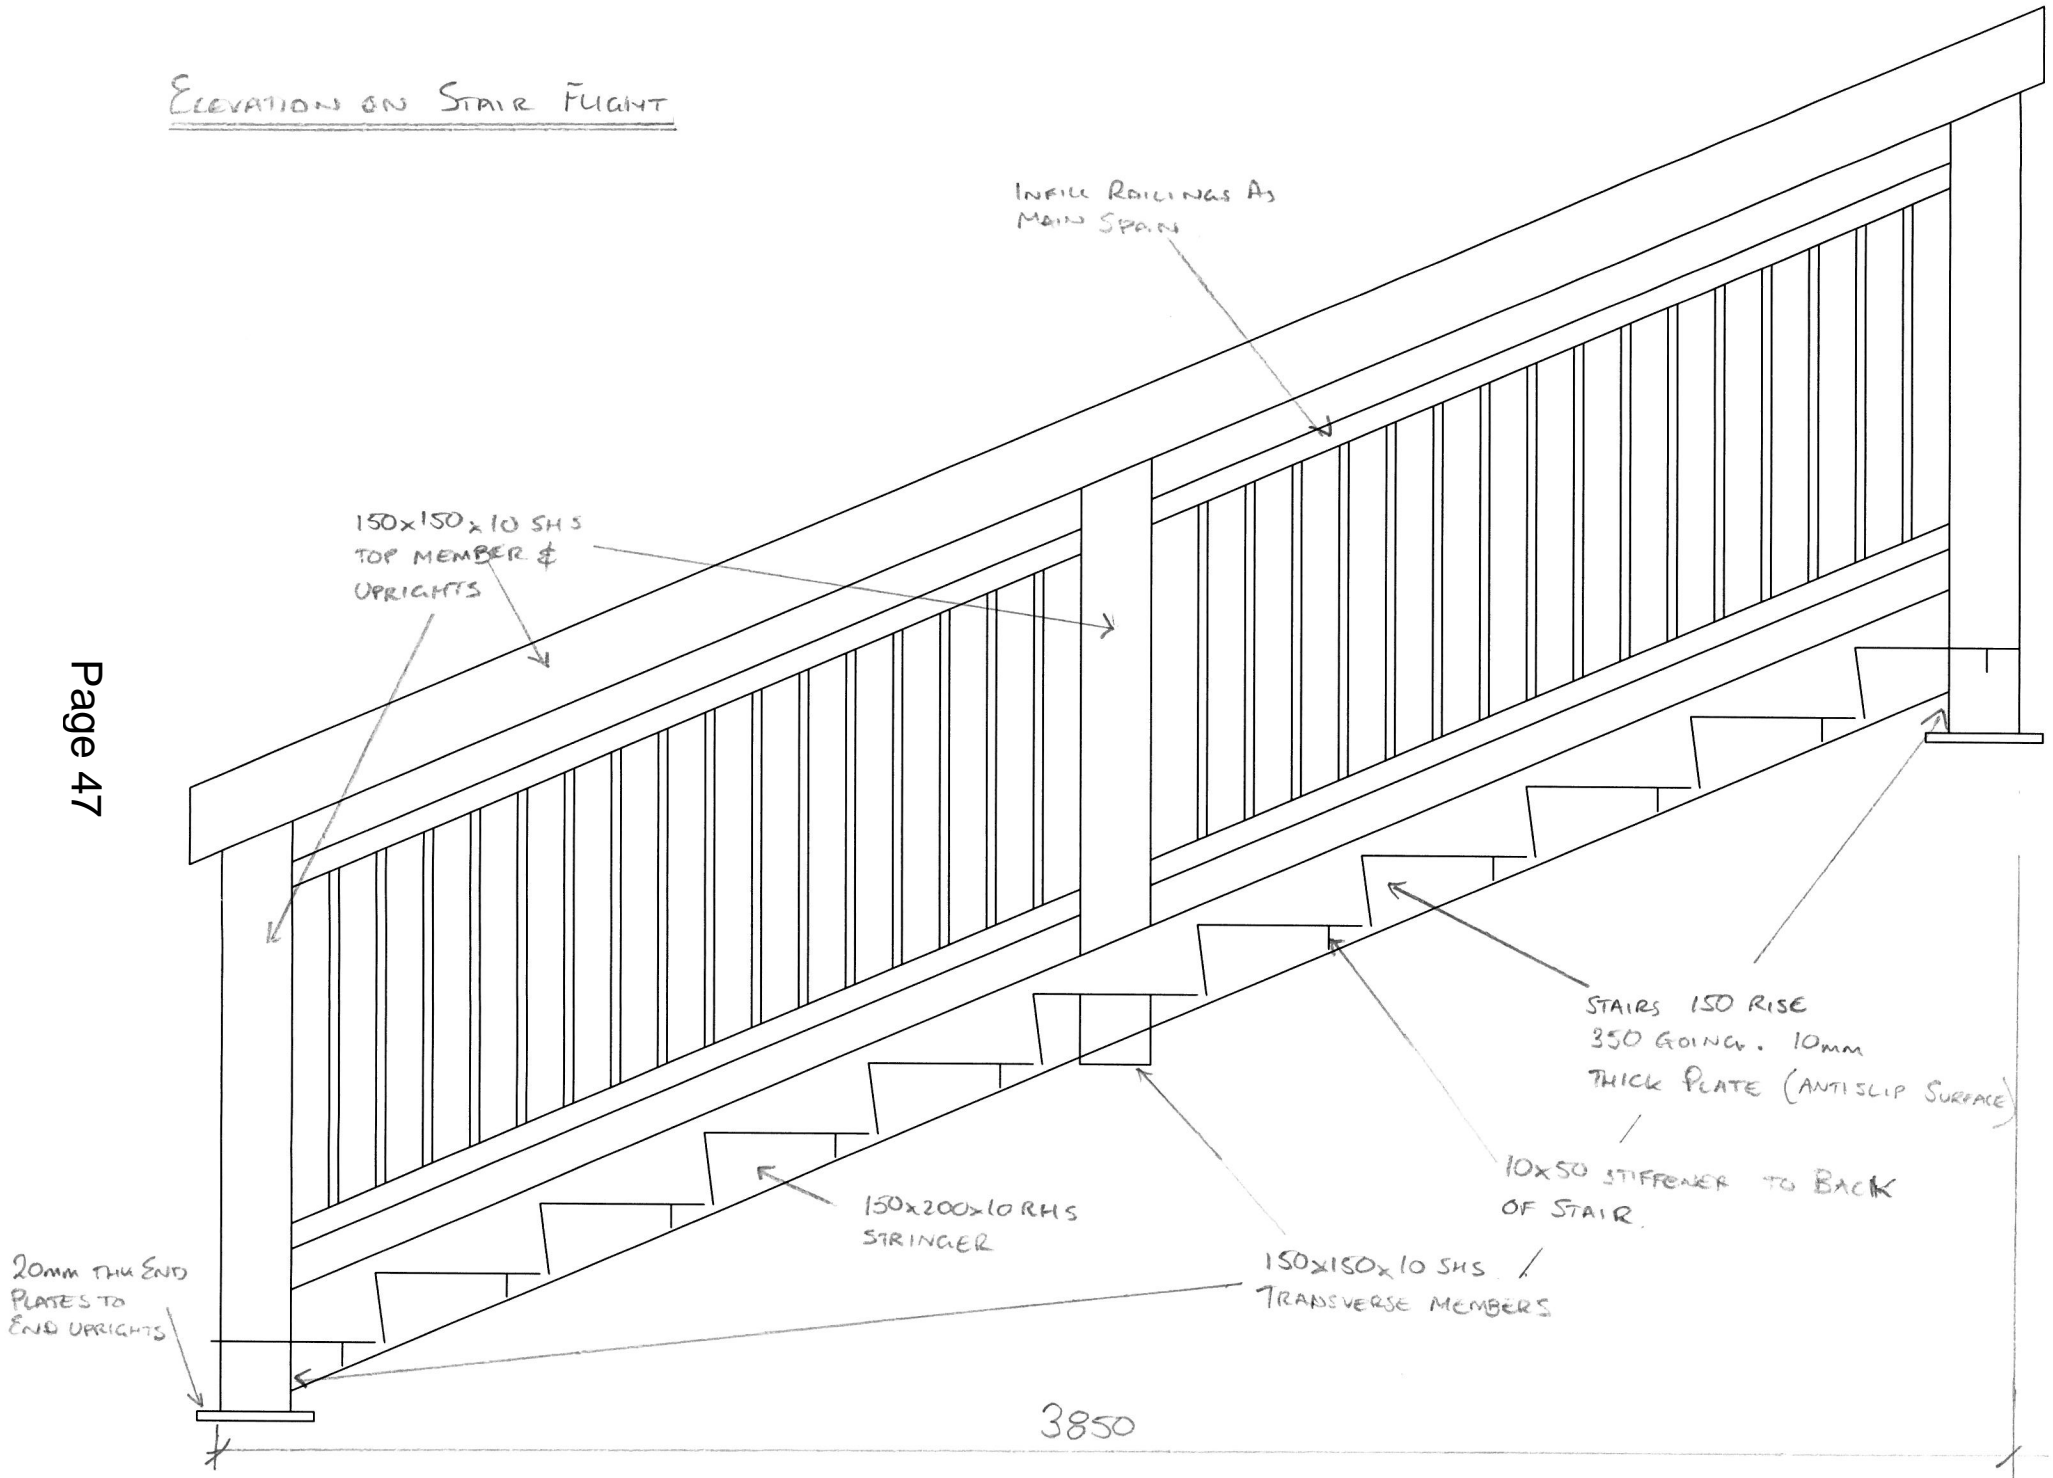 ELEVATION ON STAIR FLIGHT
INFILL RAILINGS AS
MAIN SPAN
150x150x10 SHS
TOP MEMBER &
UPRIGHTS
Page 47
STAIRS 150 RISE
350 GOING. 10mm
THICK PLATE (ANTISLIP SURFACE)
10x50 STIFFENER TO BACK
OF STAIR.
150x200x10 RHS
STRINGER
150x150x10 SHS
TRANSVERSE MEMBERS
20mm THK END
PLATES TO
END UPRIGHTS
3850